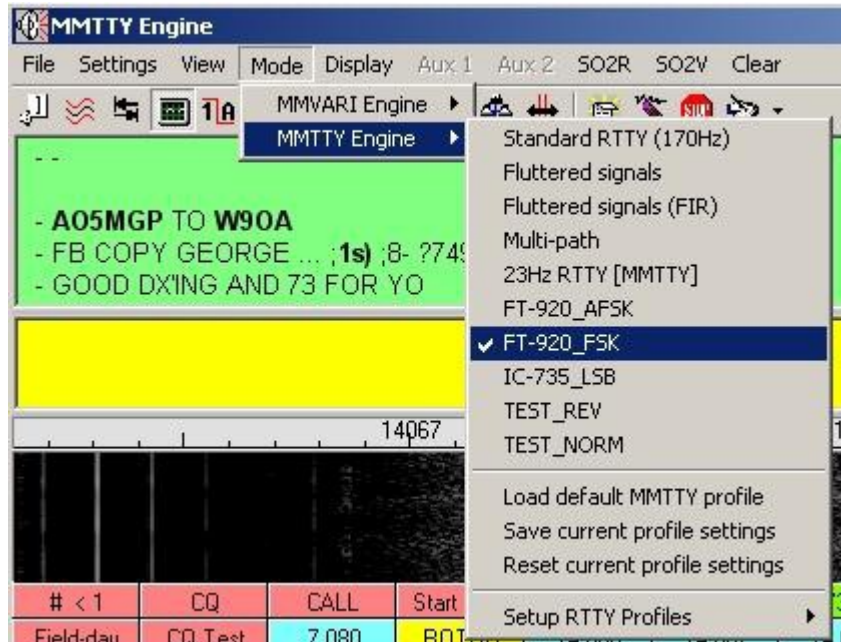 MMTTY Engine
File Settings View Mode Display Aux 1 Aux 2 SO2R SO2V Clear
MMVARI Engine
MMTTY Engine
Standard RTTY (170Hz)
Fluttered signals
Fluttered signals (FIR)
Multi-path
23Hz RTTY [MMTTY]
FT-920_AFSK
FT-920_FSK
IC-735_LSB
TEST_REV
TEST_NORM
Load default MMTTY profile
Save current profile settings
Reset current profile settings
Setup RTTY Profiles
- -
- AO5MGP TO W9OA
- FB COPY GEORGE ... ;1s) ;8- ?749
- GOOD DX'ING AND 73 FOR YO
14067
# < 1 CQ CALL Start
Field-day CQ Test 7.080